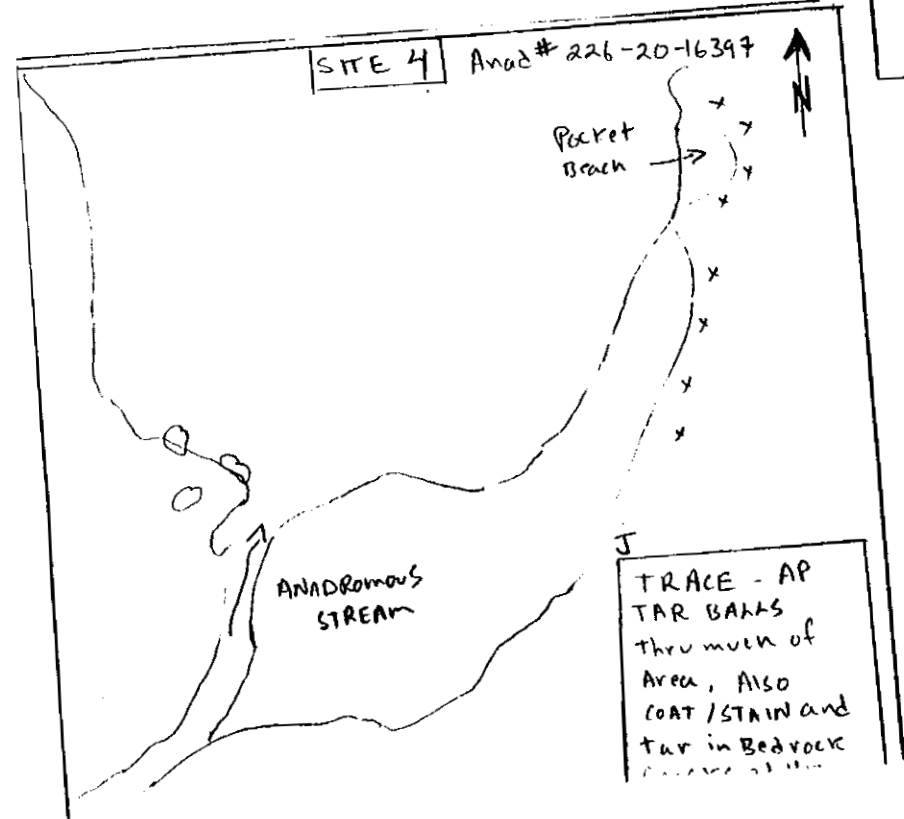 SITE 4
Anad # 226-20-16397
N
Pocket
Beach
ANADROMOUS
STREAM
J
TRACE - AP
TAR BALLS
thru much of
Area, Also
COAT/STAIN and
tar in Bedrock